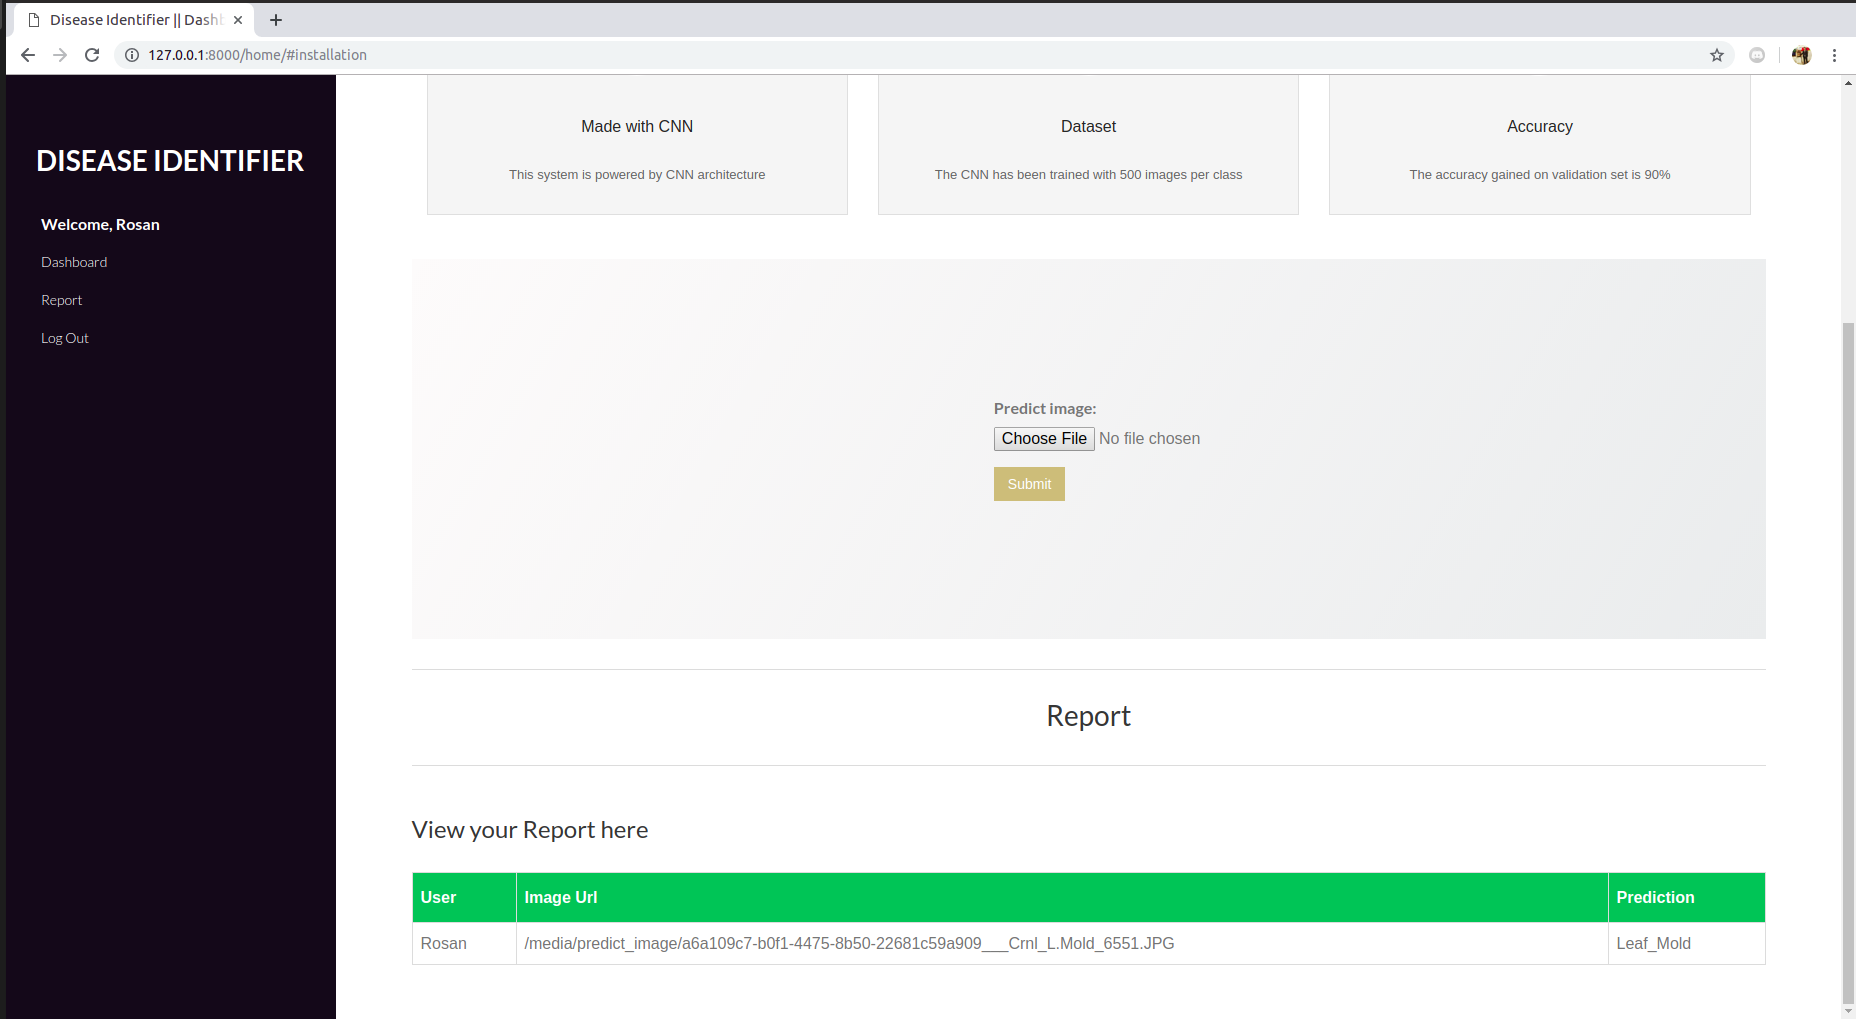 Disease Identifier || Dashb
127.0.0.1:8000/home/#installation
DISEASE IDENTIFIER
Welcome, Rosan
Dashboard
Report
Log Out
Made with CNN
This system is powered by CNN architecture
Dataset
The CNN has been trained with 500 images per class
Accuracy
The accuracy gained on validation set is 90%
Predict image:
Choose File No file chosen
Submit
Report
View your Report here
User Image Url Prediction
Rosan /media/predict_image/a6a109c7-b0f1-4475-8b50-22681c59a909___Crnl_L.Mold_6551.JPG Leaf_Mold